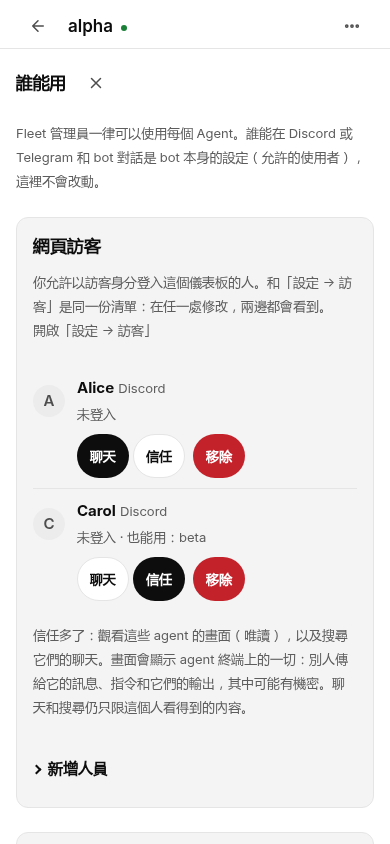 alpha
誰能用
Fleet 管理員一律可以使用每個 Agent。誰能在 Discord 或
Telegram 和 bot 對話是 bot 本身的設定（允許的使用者），
這裡不會改動。
網頁訪客
你允許以訪客身分登入這個儀表板的人。和「設定 → 訪
客」是同一份清單：在任一處修改，兩邊都會看到。
開啟「設定 → 訪客」
A
Alice Discord
未登入
聊天 信任 移除
C
Carol Discord
未登入 · 也能用：beta
聊天 信任 移除
信任多了：觀看這些 agent 的畫面（唯讀），以及搜尋
它們的聊天。畫面會顯示 agent 終端上的一切：別人傳
給它的訊息、指令和它們的輸出，其中可能有機密。聊
天和搜尋仍只限這個人看得到的內容。
新增人員